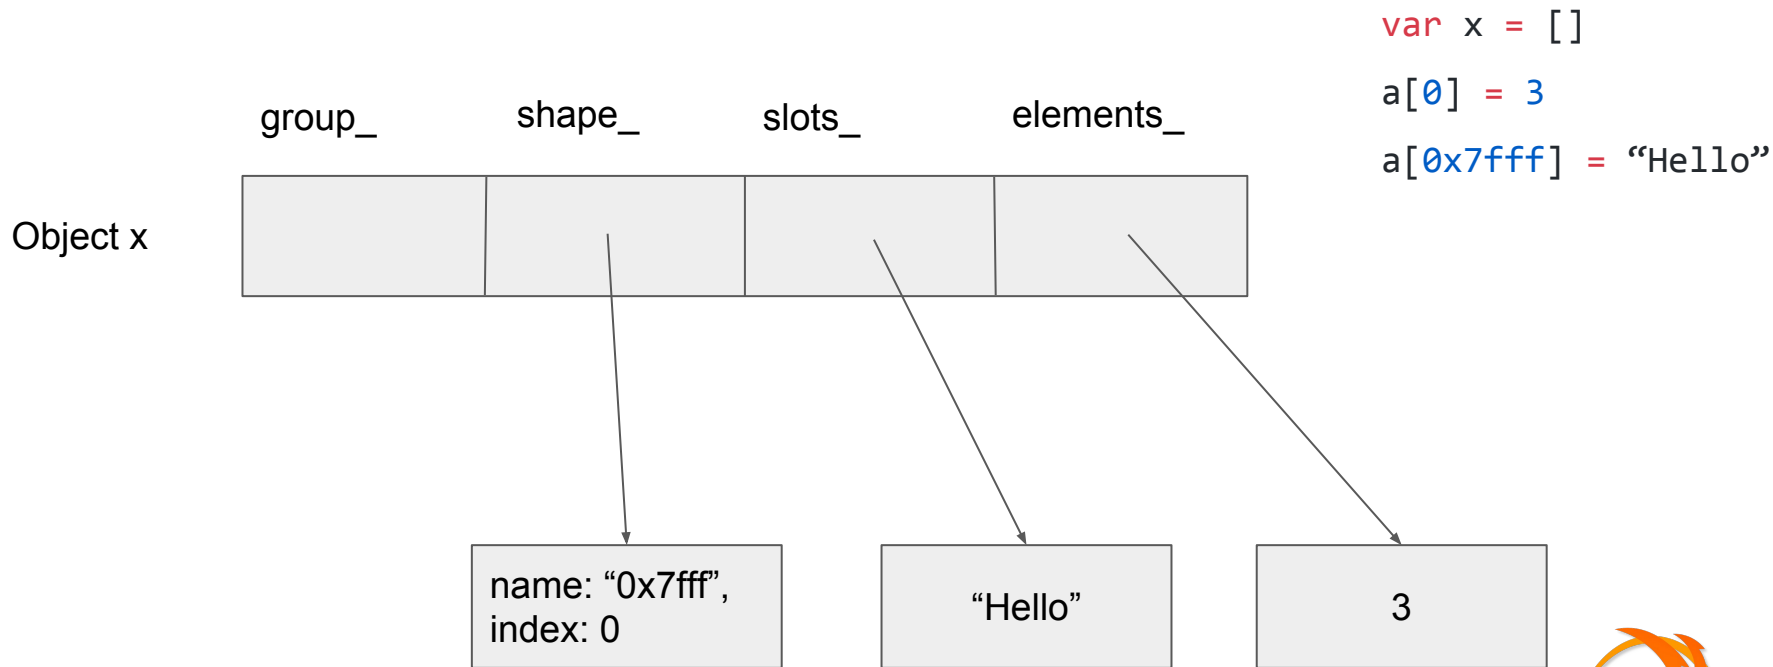 var x = []
a[0] = 3
a[0x7fff] = “Hello”
group_ shape_ slots_ elements_
Object x
name: “0x7fff”,
index: 0
“Hello”
3